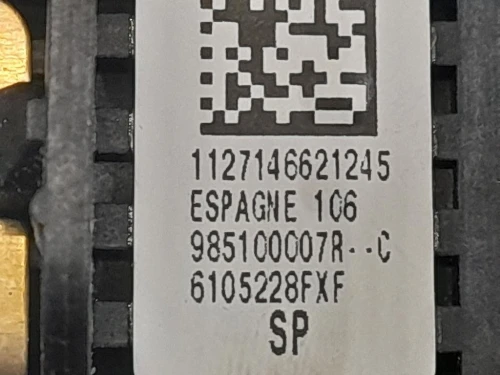 1127146621245
ESPAGNE 106
985100007R--C
6105228FXF
SP